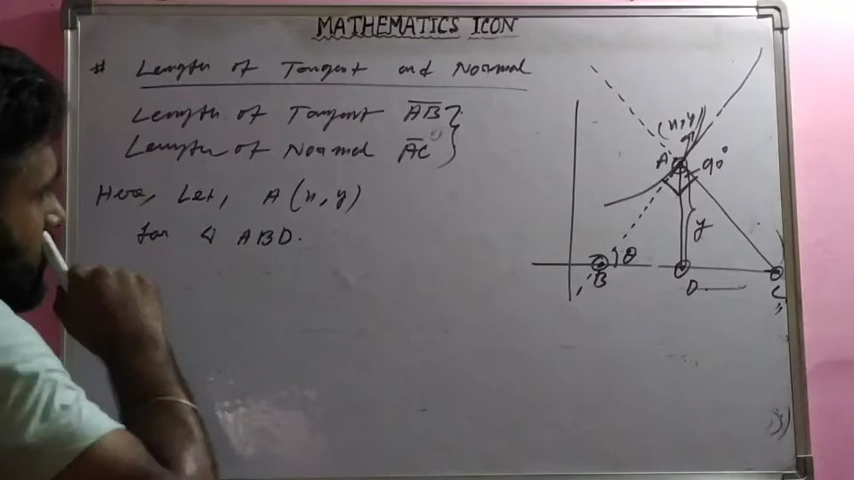 MATHEMATICS ICON
# Length of Tangent and Normal
Length of Tangent AB }
Length of Normal AC }
Here, Let, A(x, y)
for Δ ABD.
(x, y)
A
90°
y
θ
B
D
C